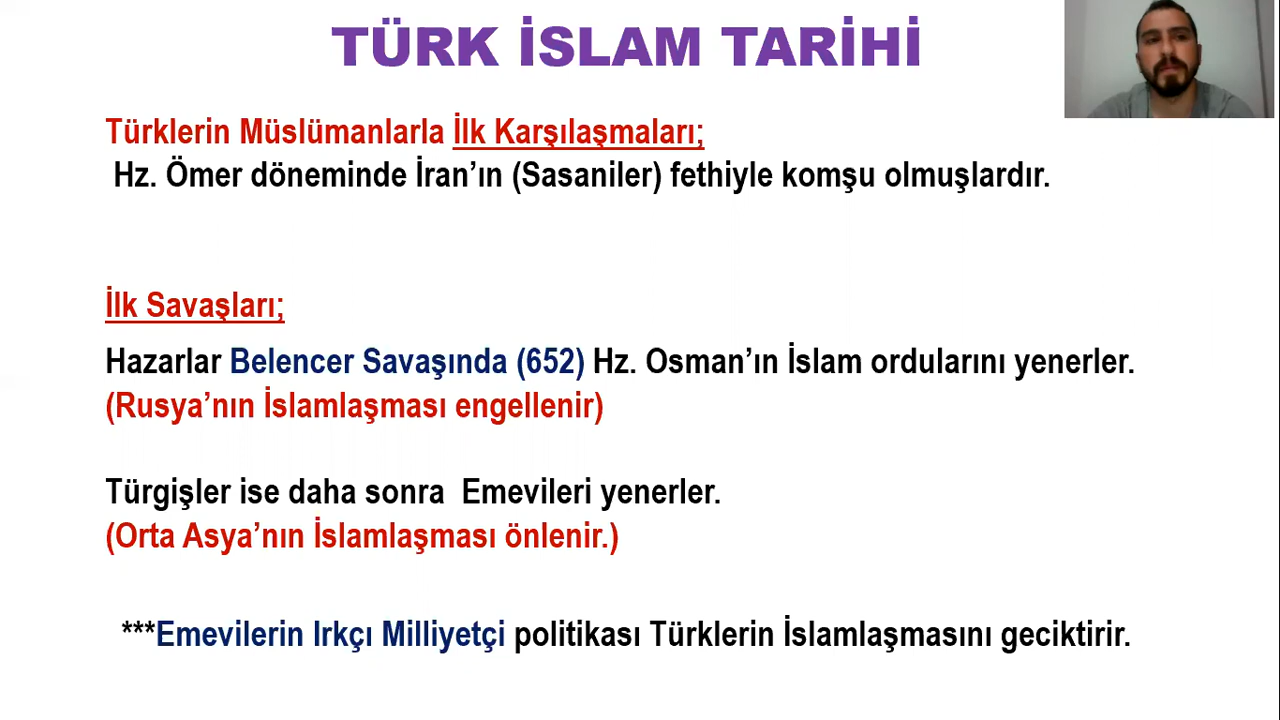 TÜRK İSLAM TARİHİ
Türklerin Müslümanlarla İlk Karşılaşmaları;
Hz. Ömer döneminde İran’ın (Sasaniler) fethiyle komşu olmuşlardır.
İlk Savaşları;
Hazarlar Belencer Savaşında (652) Hz. Osman’ın İslam ordularını yenerler.
(Rusya’nın İslamlaşması engellenir)
Türgişler ise daha sonra  Emevileri yenerler.
(Orta Asya’nın İslamlaşması önlenir.)
***Emevilerin Irkçı Milliyetçi politikası Türklerin İslamlaşmasını geciktirir.